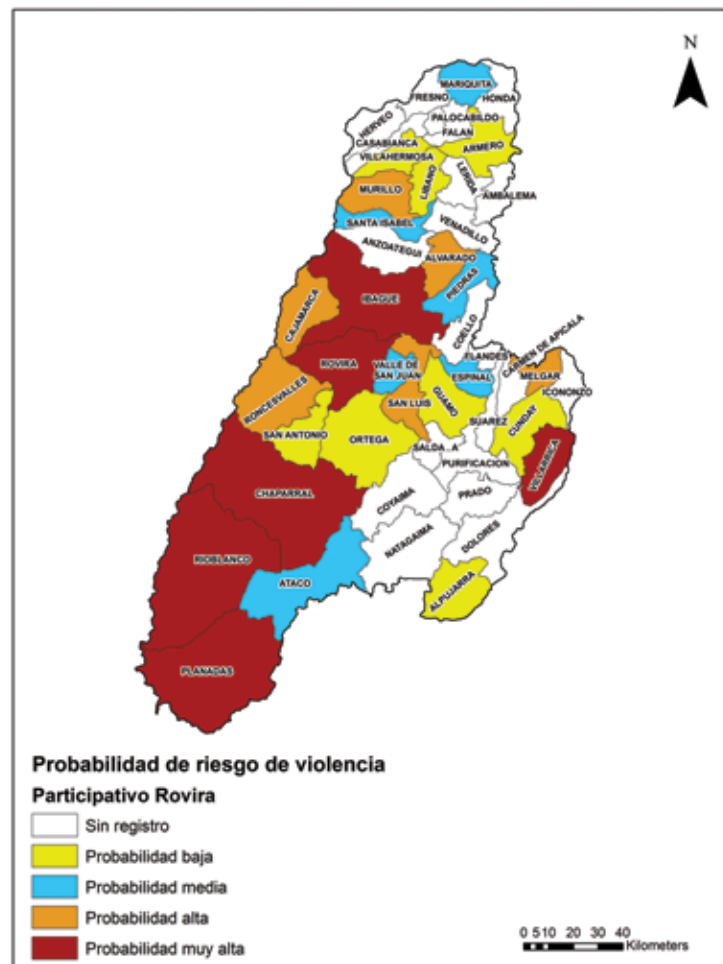 N
MARIQUITA
FRESNO
HONDA
PALOCABILDO
HERVEO
FALAN
CASABIANCA
ARMERO
VILLAHERMOSA
LIBANO
LERIDA
MURILLO
AMBALEMA
SANTA ISABEL
VENADILLO
ANZOATEGUI
ALVARADO
PIEDRAS
IBAGUE
CAJAMARCA
COELLO
ROVIRA
VALLE DE
SAN JUAN
FLANDES
CARMEN DE APICALA
ESPINAL
MELGAR
ICONONZO
RONCESVALLES
SAN LUIS
GUAMO
SUAREZ
CUNDAY
SAN ANTONIO
ORTEGA
SALDA..A
PURIFICACION
VILLARRICA
CHAPARRAL
COYAIMA
PRADO
NATAGAIMA
DOLORES
RIOBLANCO
ATACO
ALPUJARRA
PLANADAS
Probabilidad de riesgo de violencia
Participativo Rovira
Sin registro
Probabilidad baja
Probabilidad media
Probabilidad alta
Probabilidad muy alta
0 5 10 20 30 40
Kilometers